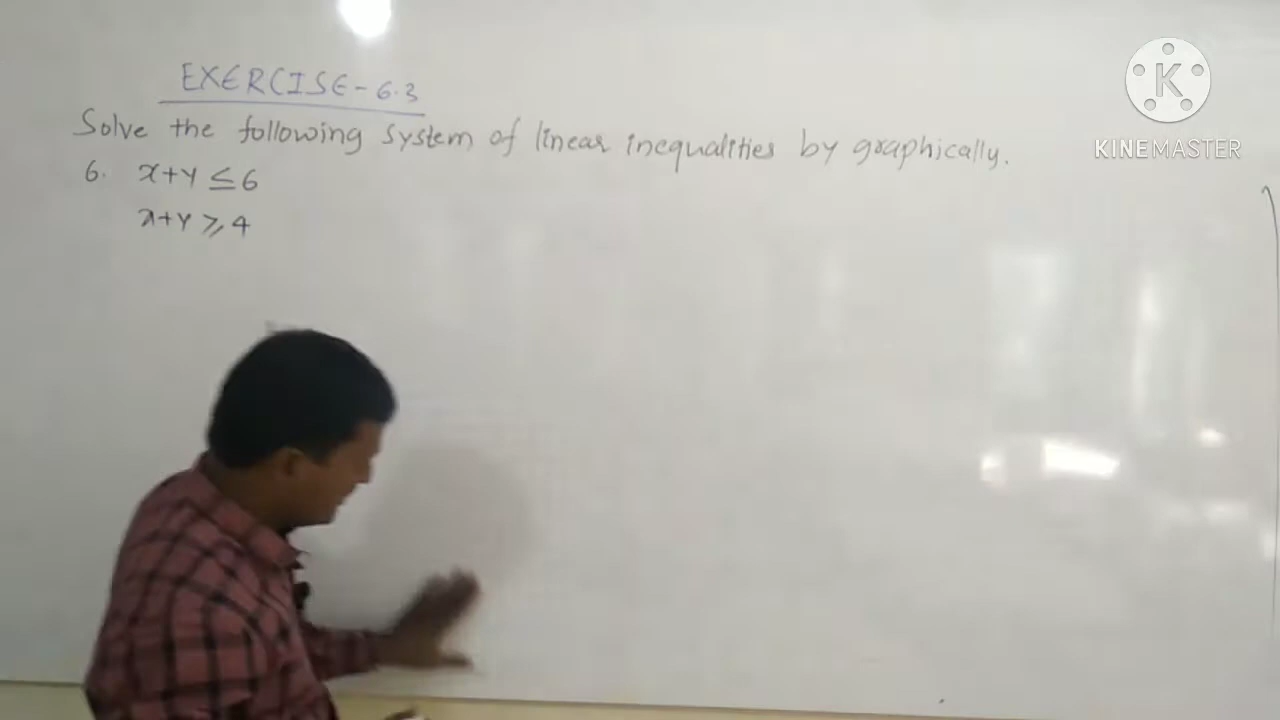 EXERCISE-6.3
Solve the following system of linear inequalities by graphically.
6. x+y ≤ 6
x+y ≥ 4
K
KINEMASTER